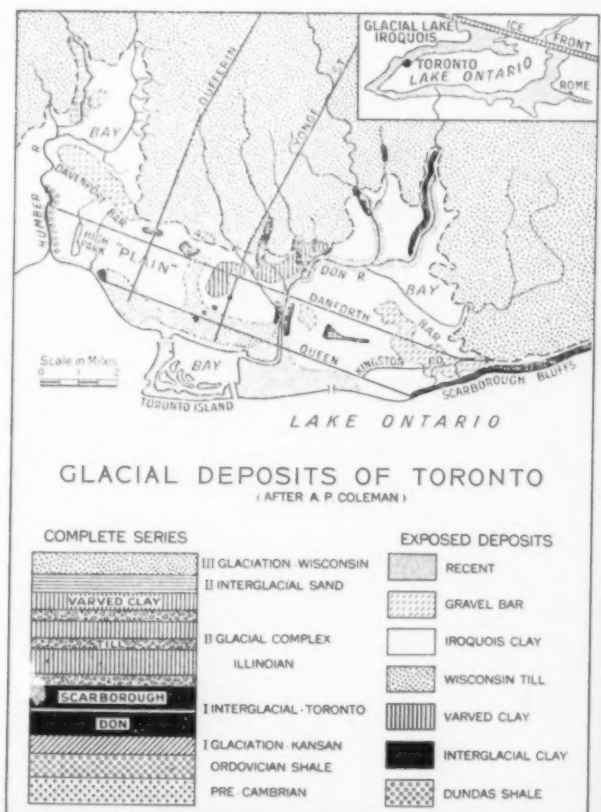 GLACIAL LAKE
IROQUOIS
ICE FRONT
TORONTO
LAKE ONTARIO
ROME
DUFFERIN
YONGE ST.
BAY
HUMBER R
DAVENPORT BAR
HIGH PARK
"PLAIN"
DON R.
BAY
DANFORTH
BAR
QUEEN
KINGSTON RD.
SCARBOROUGH BLUFFS
Scale in Miles
0 1 2
BAY
TORONTO ISLAND
LAKE ONTARIO
GLACIAL DEPOSITS OF TORONTO
(AFTER A. P. COLEMAN)
COMPLETE SERIES
III GLACIATION-WISCONSIN
II INTERGLACIAL SAND
VARVED CLAY
TILL
II GLACIAL COMPLEX
ILLINOIAN
SCARBOROUGH
I INTERGLACIAL-TORONTO
DON
I GLACIATION-KANSAN
ORDOVICIAN SHALE
PRE CAMBRIAN
EXPOSED DEPOSITS
RECENT
GRAVEL BAR
IROQUOIS CLAY
WISCONSIN TILL
VARVED CLAY
INTERGLACIAL CLAY
DUNDAS SHALE